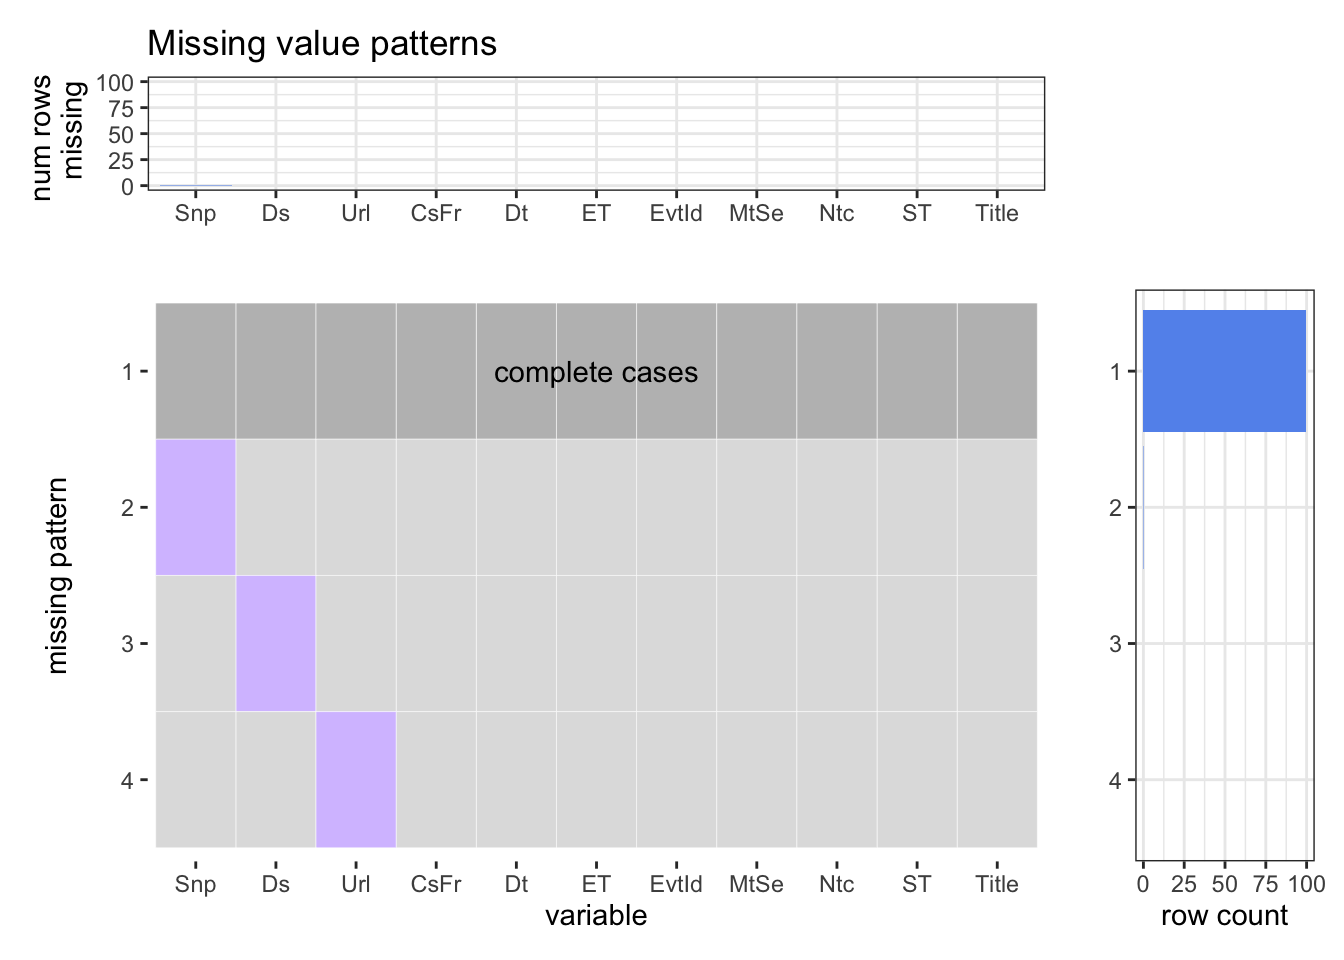 Missing value patterns
num rows
missing
100
75
50
25
0
Snp Ds Url CsFr Dt ET EvtId MtSe Ntc ST Title
missing pattern
1
complete cases
2
3
4
Snp Ds Url CsFr Dt ET EvtId MtSe Ntc ST Title
variable
1
2
3
4
0 25 50 75 100
row count